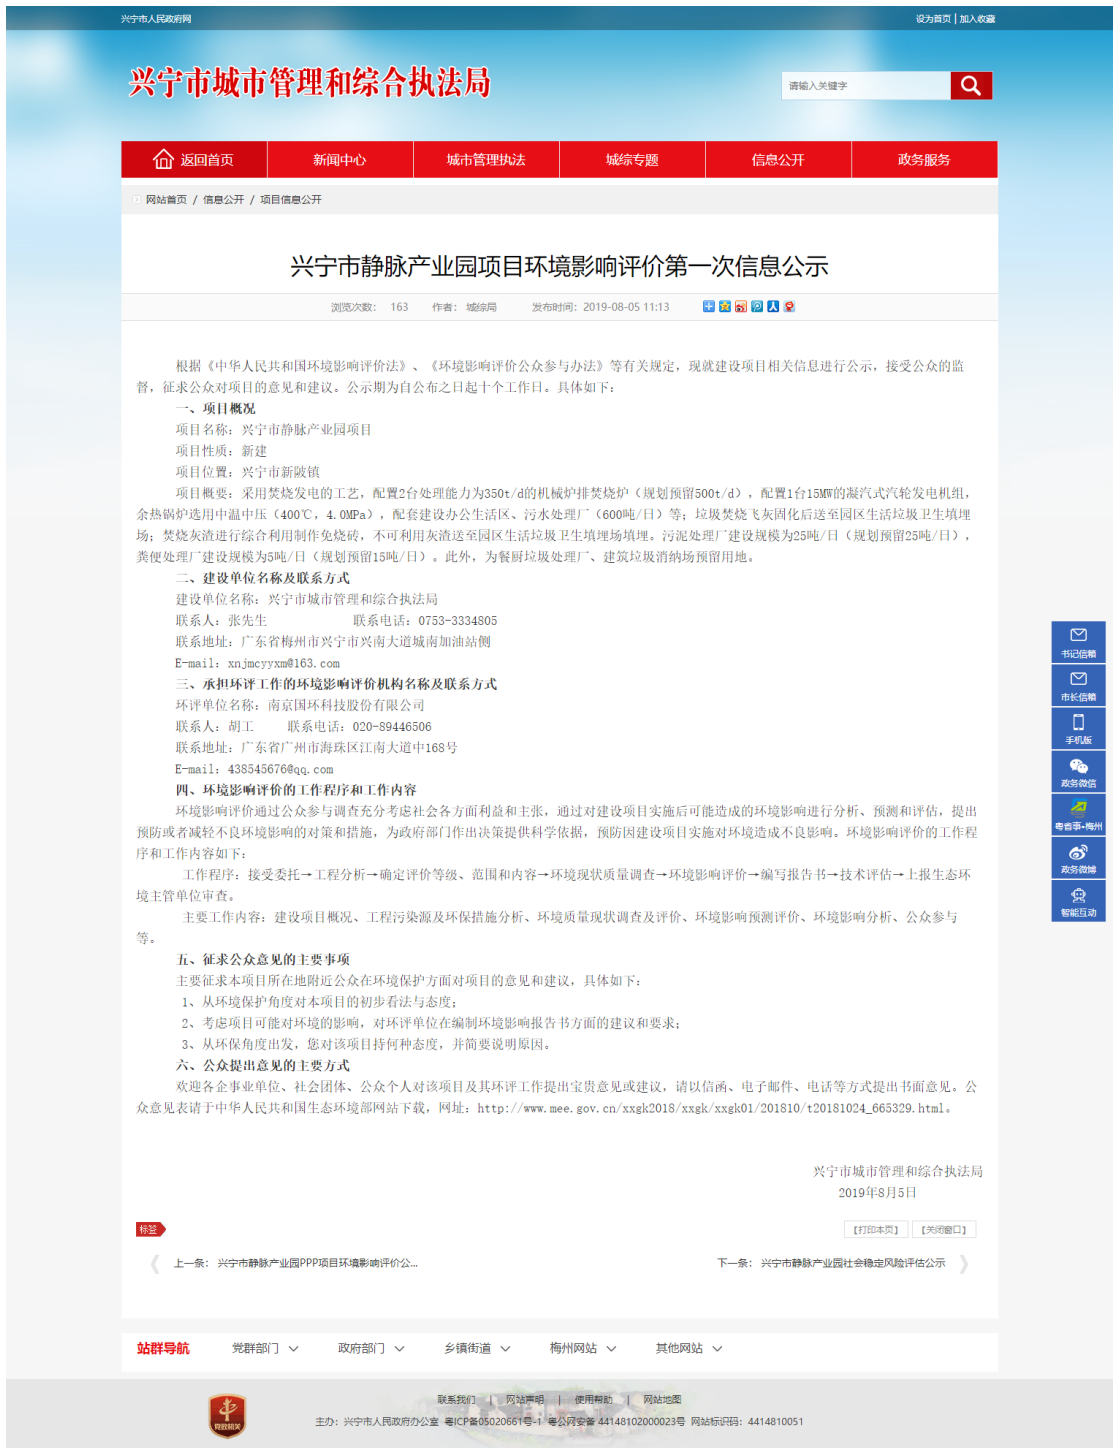 兴宁市人民政府网
设为首页 | 加入收藏
兴宁市城市管理和综合执法局
请输入关键字
返回首页 新闻中心 城市管理执法 城综专题 信息公开 政务服务
网站首页 / 信息公开 / 项目信息公开
兴宁市静脉产业园项目环境影响评价第一次信息公示
浏览次数： 163 作者： 城综局 发布时间：2019-08-05 11:13
根据《中华人民共和国环境影响评价法》、《环境影响评价公众参与办法》等有关规定，现就建设项目相关信息进行公示，接受公众的监
督，征求公众对项目的意见和建议。公示期为自公布之日起十个工作日。具体如下：
一、项目概况
项目名称：兴宁市静脉产业园项目
项目性质：新建
项目位置：兴宁市新陂镇
项目概要：采用焚烧发电的工艺，配置2台处理能力为350t/d的机械炉排焚烧炉（规划预留500t/d），配置1台15MW的凝汽式汽轮发电机组，
余热锅炉选用中温中压（400℃，4.0MPa），配套建设办公生活区、污水处理厂（600吨/日）等；垃圾焚烧飞灰固化后送至园区生活垃圾卫生填埋
场；焚烧灰渣进行综合利用制作免烧砖，不可利用灰渣送至园区生活垃圾卫生填埋场填埋。污泥处理厂建设规模为25吨/日（规划预留25吨/日），
粪便处理厂建设规模为5吨/日（规划预留15吨/日）。此外，为餐厨垃圾处理厂、建筑垃圾消纳场预留用地。
二、建设单位名称及联系方式
建设单位名称：兴宁市城市管理和综合执法局
联系人：张先生 联系电话：0753-3334805
联系地址：广东省梅州市兴宁市兴南大道城南加油站侧
E-mail：xnjmcyyxm@163.com
三、承担环评工作的环境影响评价机构名称及联系方式
环评单位名称：南京国环科技股份有限公司
联系人：胡工 联系电话：020-89446506
联系地址：广东省广州市海珠区江南大道中168号
E-mail：438545676@qq.com
四、环境影响评价的工作程序和工作内容
环境影响评价通过公众参与调查充分考虑社会各方面利益和主张，通过对建设项目实施后可能造成的环境影响进行分析、预测和评估，提出
预防或者减轻不良环境影响的对策和措施，为政府部门作出决策提供科学依据，预防因建设项目实施对环境造成不良影响。环境影响评价的工作程
序和工作内容如下：
工作程序：接受委托→工程分析→确定评价等级、范围和内容→环境现状质量调查→环境影响评价→编写报告书→技术评估→上报生态环
境主管单位审查。
主要工作内容：建设项目概况、工程污染源及环保措施分析、环境质量现状调查及评价、环境影响预测评价、环境影响分析、公众参与
等。
五、征求公众意见的主要事项
主要征求本项目所在地附近公众在环境保护方面对项目的意见和建议，具体如下：
1、从环境保护角度对本项目的初步看法与态度；
2、考虑项目可能对环境的影响，对环评单位在编制环境影响报告书方面的建议和要求；
3、从环保角度出发，您对该项目持何种态度，并简要说明原因。
六、公众提出意见的主要方式
欢迎各企事业单位、社会团体、公众个人对该项目及其环评工作提出宝贵意见或建议，请以信函、电子邮件、电话等方式提出书面意见。公
众意见表请于中华人民共和国生态环境部网站下载，网址：http://www.mee.gov.cn/xxgk2018/xxgk/xxgk01/201810/t20181024_665329.html。
兴宁市城市管理和综合执法局
2019年8月5日
标签
【打印本页】 【关闭窗口】
上一条： 兴宁市静脉产业园PPP项目环境影响评价公...
下一条： 兴宁市静脉产业园社会稳定风险评估公示
书记信箱
市长信箱
手机版
政务微信
粤省事•梅州
政务微博
智能互动
站群导航 党群部门 政府部门 乡镇街道 梅州网站 其他网站
党政机关
联系我们 | 网站声明 | 使用帮助 | 网站地图
主办：兴宁市人民政府办公室 粤ICP备05020661号-1 粤公网安备 44148102000023号 网站标识码：4414810051